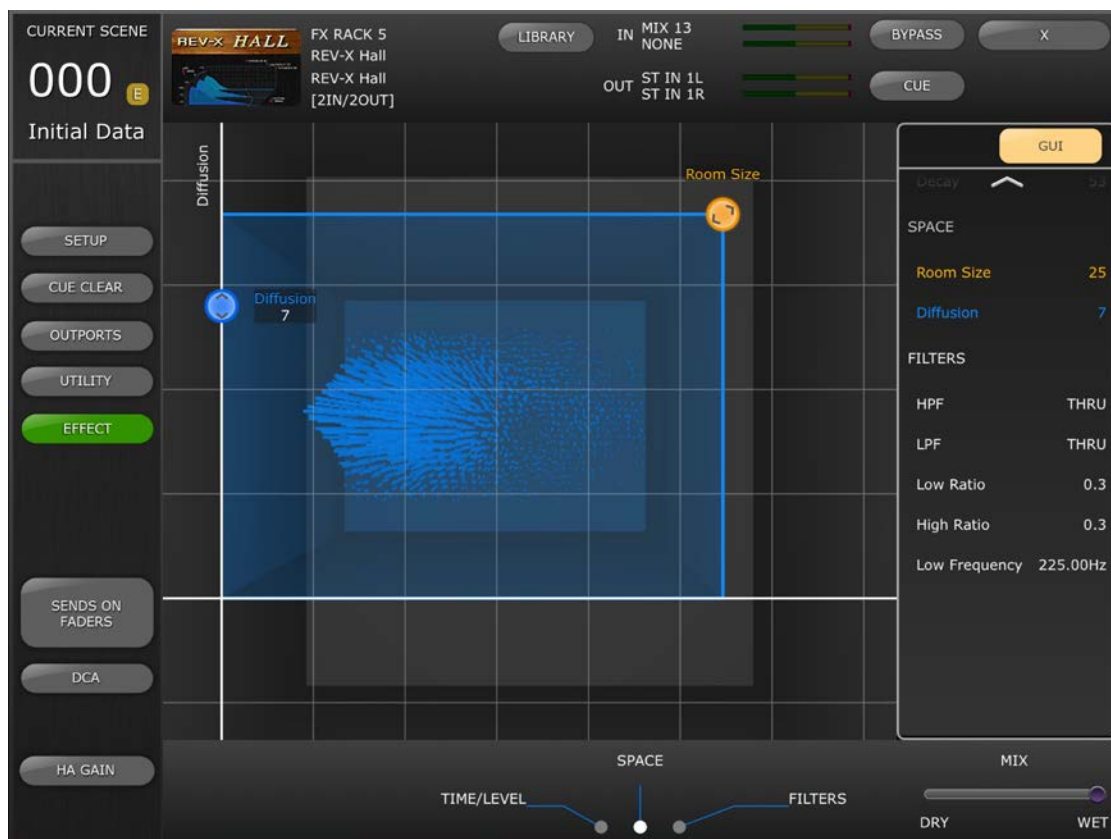 CURRENT SCENE
000 E
Initial Data
SETUP
CUE CLEAR
OUTPORTS
UTILITY
EFFECT
SENDS ON
FADERS
DCA
HA GAIN
REV-X HALL
FX RACK 5
REV-X Hall
REV-X Hall
[2IN/2OUT]
LIBRARY
IN MIX 13
NONE
OUT ST IN 1L
ST IN 1R
BYPASS
X
CUE
Diffusion
Room Size
Diffusion
7
GUI
Decay 53
SPACE
Room Size 25
Diffusion 7
FILTERS
HPF THRU
LPF THRU
Low Ratio 0.3
High Ratio 0.3
Low Frequency 225.00Hz
SPACE
TIME/LEVEL
FILTERS
MIX
DRY WET